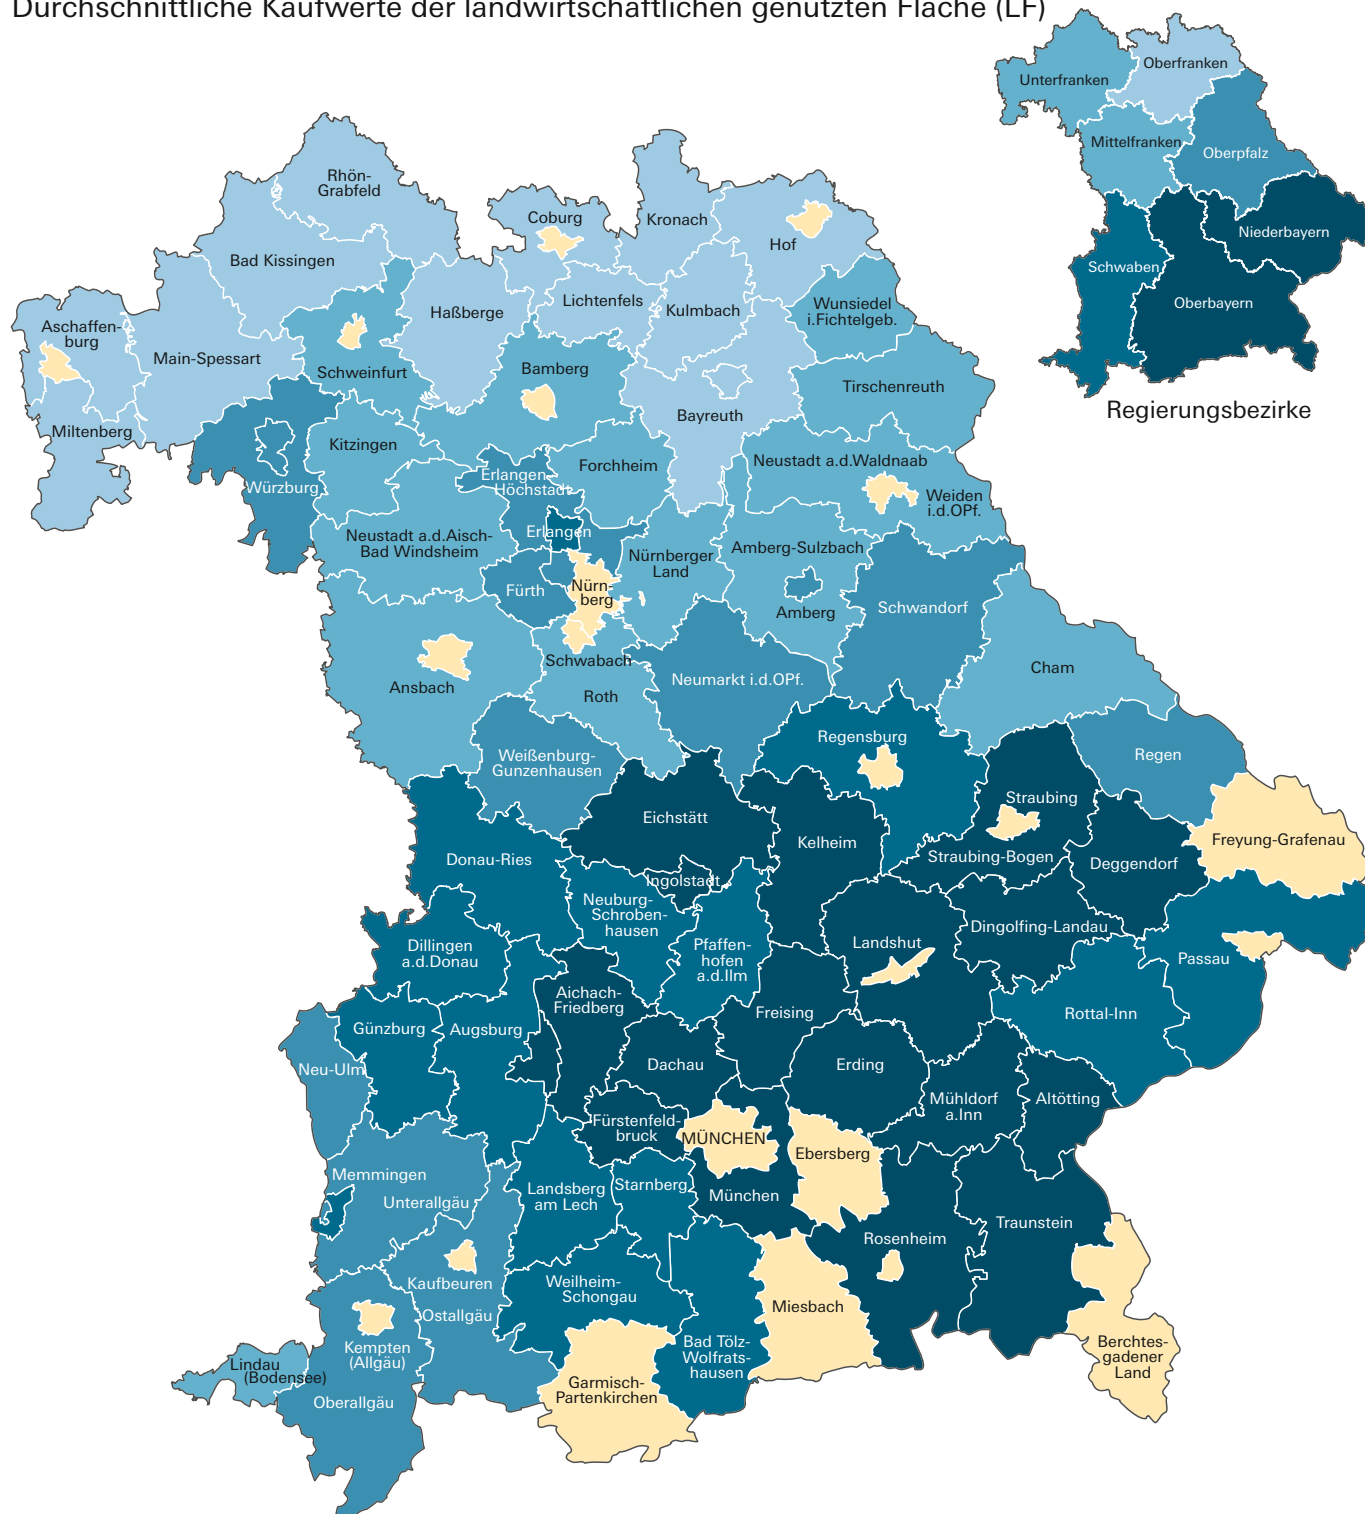 Durchschnittliche Kaufwerte der landwirtschaftlichen genutzten Fläche (LF)
Unterfranken
Oberfranken
Mittelfranken
Oberpfalz
Niederbayern
Schwaben
Oberbayern
Regierungsbezirke
Rhön-
Grabfeld
Coburg
Kronach
Hof
Bad Kissingen
Lichtenfels
Kulmbach
Haßberge
Wunsiedel
i.Fichtelgeb.
Aschaffen-
burg
Main-Spessart
Schweinfurt
Bamberg
Tirschenreuth
Bayreuth
Miltenberg
Kitzingen
Forchheim
Neustadt a.d.Waldnaab
Erlangen-
Höchstadt
Würzburg
Weiden
i.d.OPf.
Neustadt a.d.Aisch-
Bad Windsheim
Erlangen
Nürnberger
Land
Amberg-Sulzbach
Fürth
Nürn-
berg
Amberg
Schwandorf
Schwabach
Cham
Ansbach
Roth
Neumarkt i.d.OPf.
Regensburg
Weißenburg-
Gunzenhausen
Regen
Straubing
Eichstätt
Kelheim
Freyung-Grafenau
Donau-Ries
Straubing-Bogen
Deggendorf
Ingolstadt
Neuburg-
Schroben-
hausen
Dingolfing-Landau
Dillingen
a.d.Donau
Pfaffen-
hofen
a.d.Ilm
Landshut
Passau
Aichach-
Friedberg
Freising
Rottal-Inn
Günzburg
Augsburg
Neu-Ulm
Dachau
Erding
Mühldorf
a.Inn
Altötting
Fürstenfeld-
bruck
MÜNCHEN
Ebersberg
Memmingen
Unterallgäu
Landsberg
am Lech
Starnberg
München
Traunstein
Rosenheim
Kaufbeuren
Weilheim-
Schongau
Miesbach
Ostallgäu
Kempten
(Allgäu)
Bad Tölz-
Wolfrats-
hausen
Berchtes-
gadener
Land
Lindau
(Bodensee)
Garmisch-
Partenkirchen
Oberallgäu